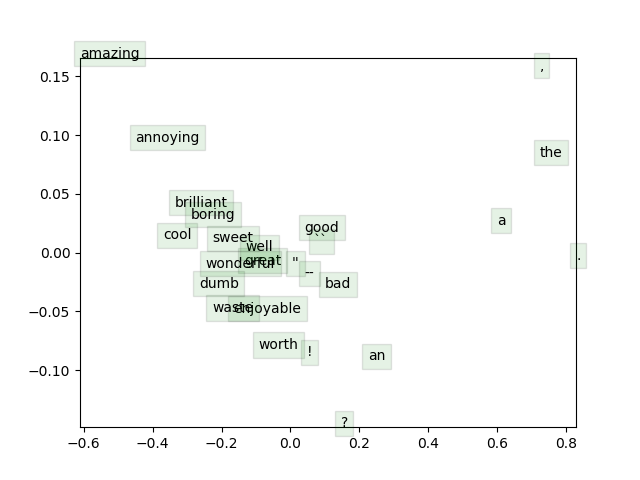 amazing
,
0.15
annoying
0.10
the
brilliant
0.05
boring
a
good
cool
sweet
``
well
0.00
.
great
wonderful
"
--
dumb
bad
−0.05
waste
enjoyable
worth
!
an
−0.10
?
−0.6
−0.4
−0.2
0.0
0.2
0.4
0.6
0.8